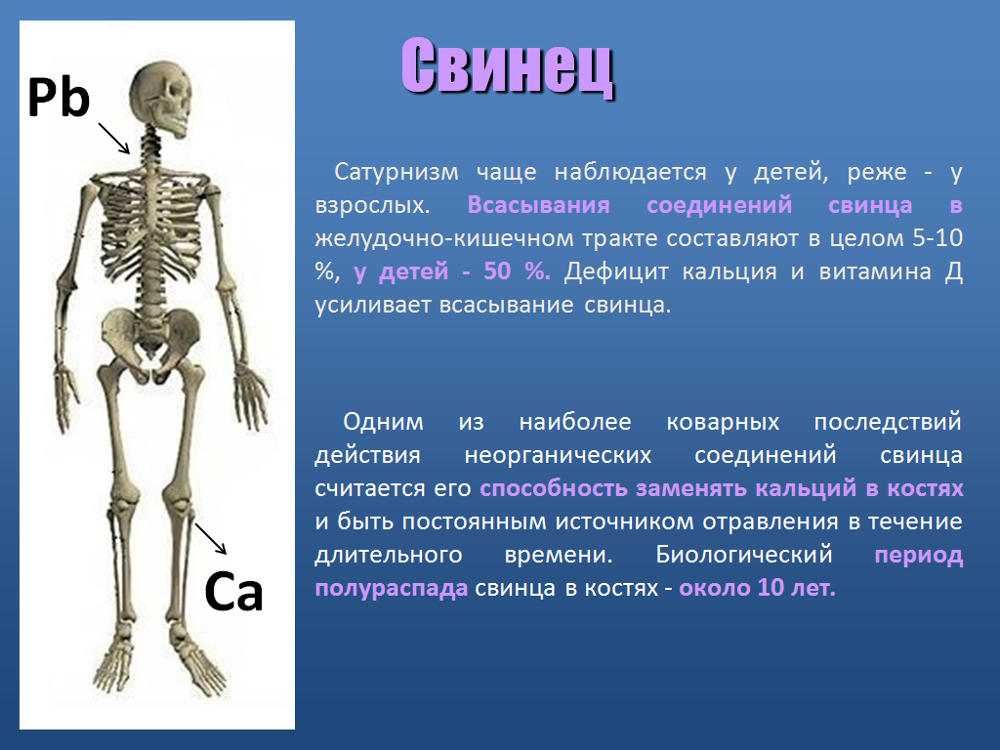 Свинец
Pb
Сатурнизм чаще наблюдается у детей, реже - у
взрослых. Всасывания соединений свинца в
желудочно-кишечном тракте составляют в целом 5-10
%, у детей - 50 %. Дефицит кальция и витамина Д
усиливает всасывание свинца.
Одним из наиболее коварных последствий
действия неорганических соединений свинца
считается его способность заменять кальций в костях
и быть постоянным источником отравления в течение
длительного времени. Биологический период
полураспада свинца в костях - около 10 лет.
Ca